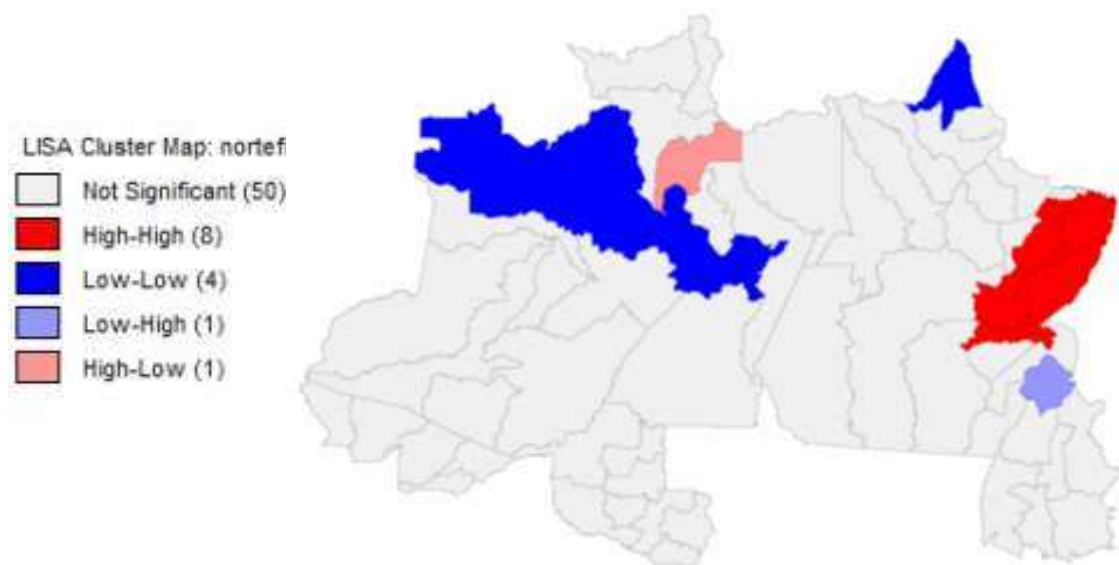 LISA Cluster Map: nortef
Not Significant (50)
High-High (8)
Low-Low (4)
Low-High (1)
High-Low (1)